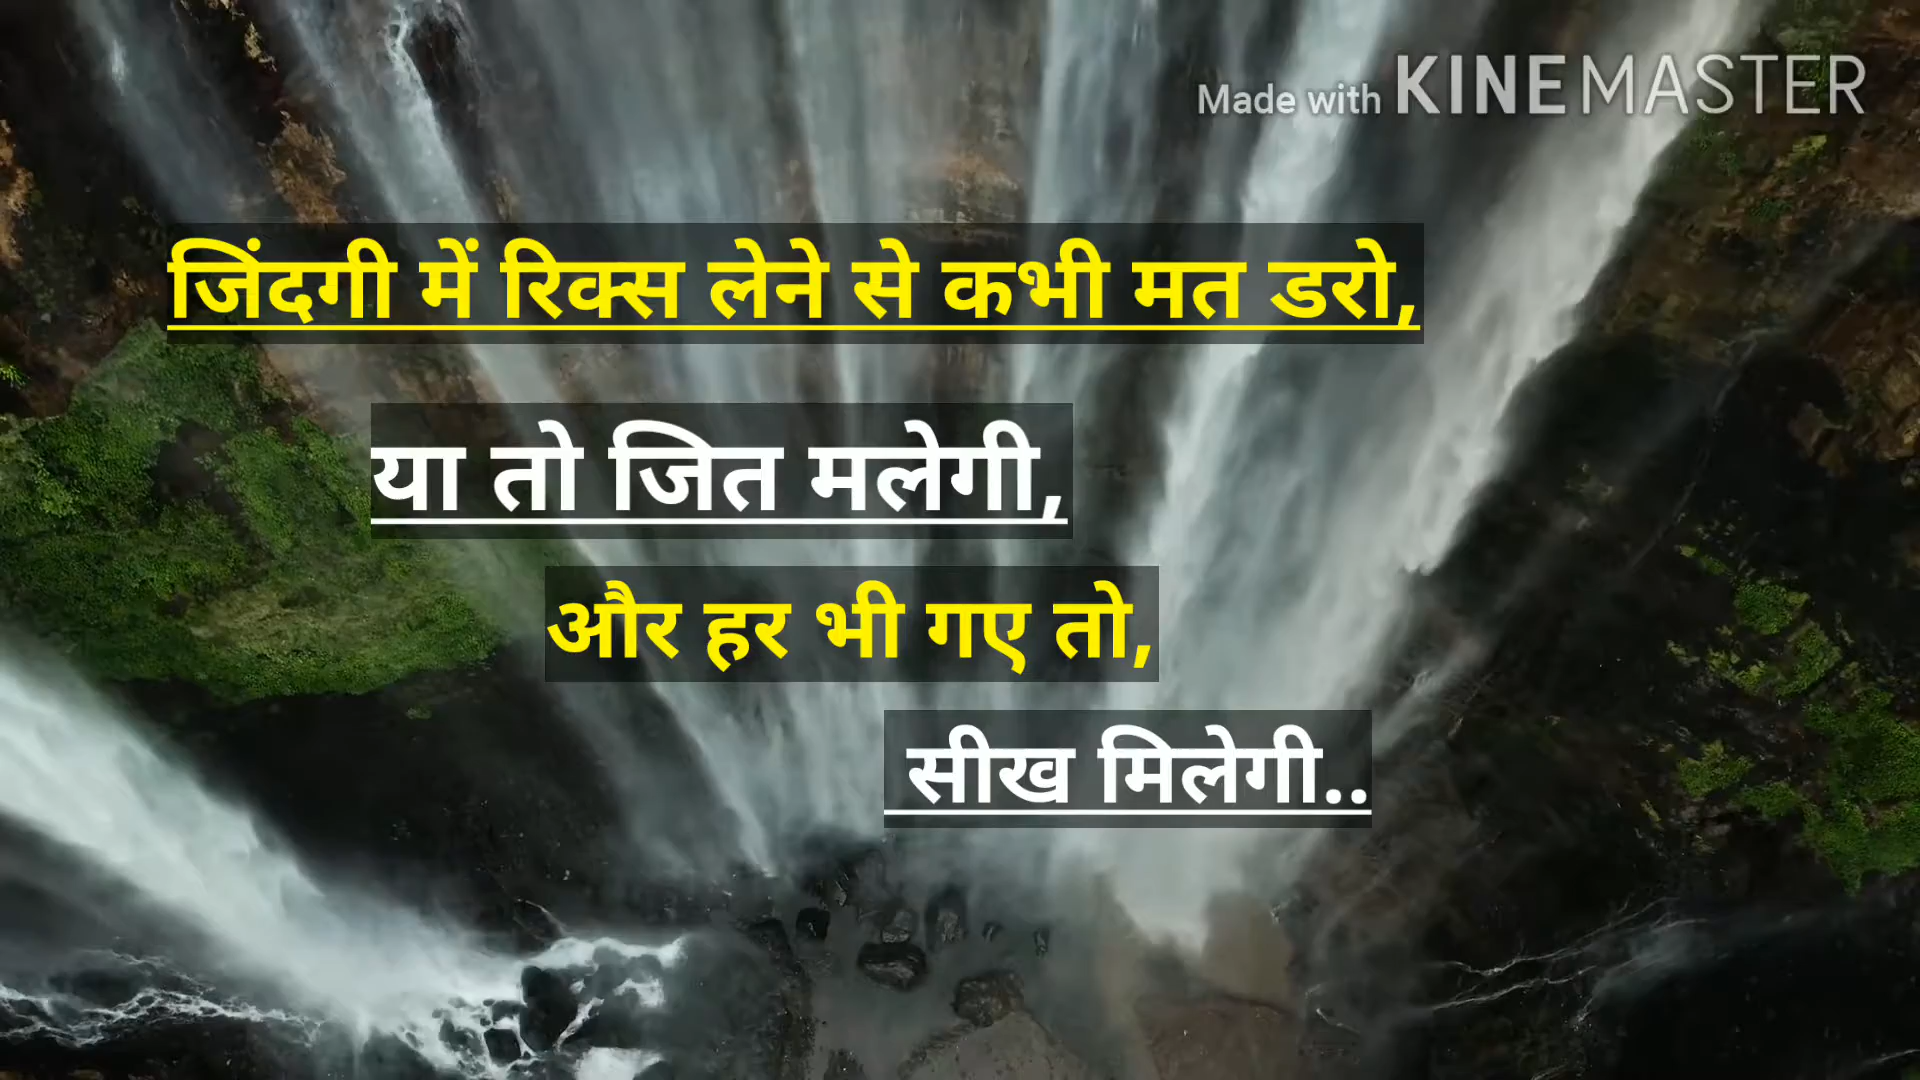 Made with KINEMASTER
जिंदगी में रिक्स लेने से कभी मत डरो,
या तो जित मलेगी,
और हर भी गए तो,
सीख मिलेगी..